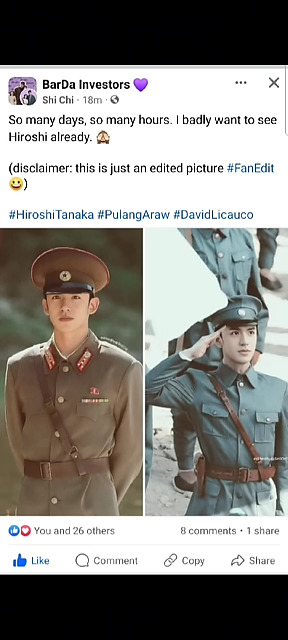 BarDa Investors 💜
Shi Chi · 18m ·
So many days, so many hours. I badly want to see
Hiroshi already. 🙈
(disclaimer: this is just an edited picture #FanEdit
😀)
#HiroshiTanaka #PulangAraw #DavidLicauco
You and 26 others
8 comments · 1 share
Like
Comment
Copy
Share